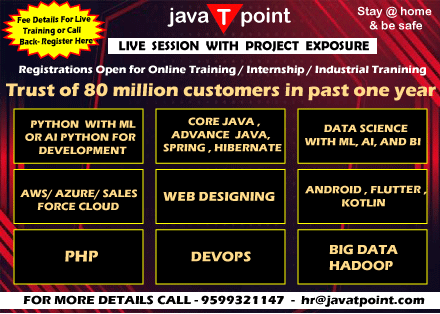 Fee Details For Live
Training or Call
Back- Register Here
java T point
Stay @ home
& be safe
LIVE SESSION WITH PROJECT EXPOSURE
Registrations Open for Online Training / Internship / Industrial Tranining
Trust of 80 million customers in past one year
PYTHON WITH ML
OR AI PYTHON FOR
DEVELOPMENT
CORE JAVA ,
ADVANCE JAVA,
SPRING , HIBERNATE
DATA SCIENCE
WITH ML, AI, AND BI
AWS/ AZURE/ SALES
FORCE CLOUD
WEB DESIGNING
ANDROID , FLUTTER ,
KOTLIN
PHP
DEVOPS
BIG DATA
HADOOP
FOR MORE DETAILS CALL - 9599321147 - hr@javatpoint.com